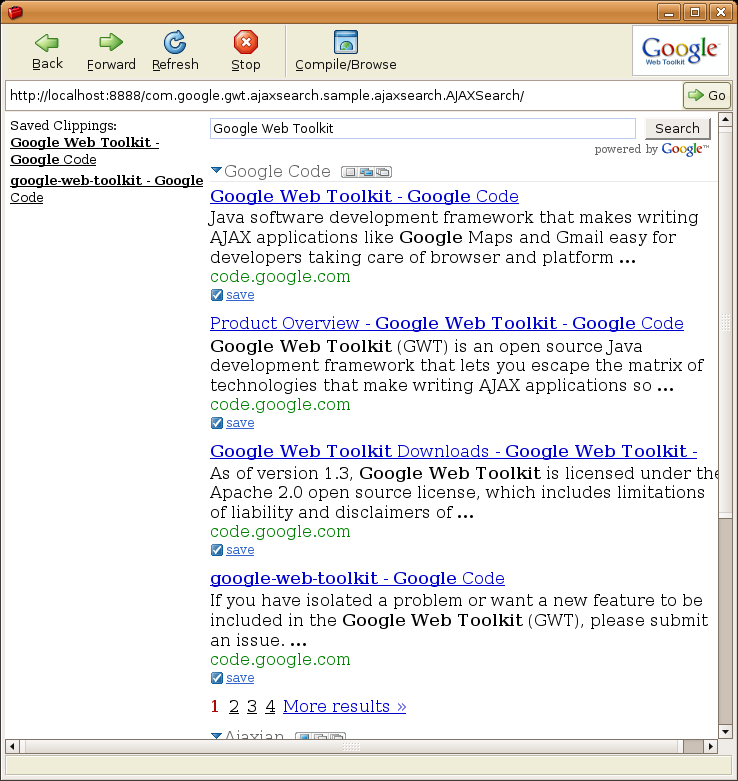 Back Forward Refresh Stop Compile/Browse
Google
Web Toolkit
http://localhost:8888/com.google.gwt.ajaxsearch.sample.ajaxsearch.AJAXSearch/
Go
Saved Clippings:
Google Web Toolkit -
Google Code
google-web-toolkit - Google
Code
Google Web Toolkit
Search
powered by Google™
Google Code
Google Web Toolkit - Google Code
Java software development framework that makes writing
AJAX applications like Google Maps and Gmail easy for
developers taking care of browser and platform ...
code.google.com
save
Product Overview - Google Web Toolkit - Google Code
Google Web Toolkit (GWT) is an open source Java
development framework that lets you escape the matrix of
technologies that make writing AJAX applications so ...
code.google.com
save
Google Web Toolkit Downloads - Google Web Toolkit -
As of version 1.3, Google Web Toolkit is licensed under the
Apache 2.0 open source license, which includes limitations
of liability and disclaimers of ...
code.google.com
save
google-web-toolkit - Google Code
If you have isolated a problem or want a new feature to be
included in the Google Web Toolkit (GWT), please submit
an issue. ...
code.google.com
save
1 2 3 4 More results »
Ajaxian